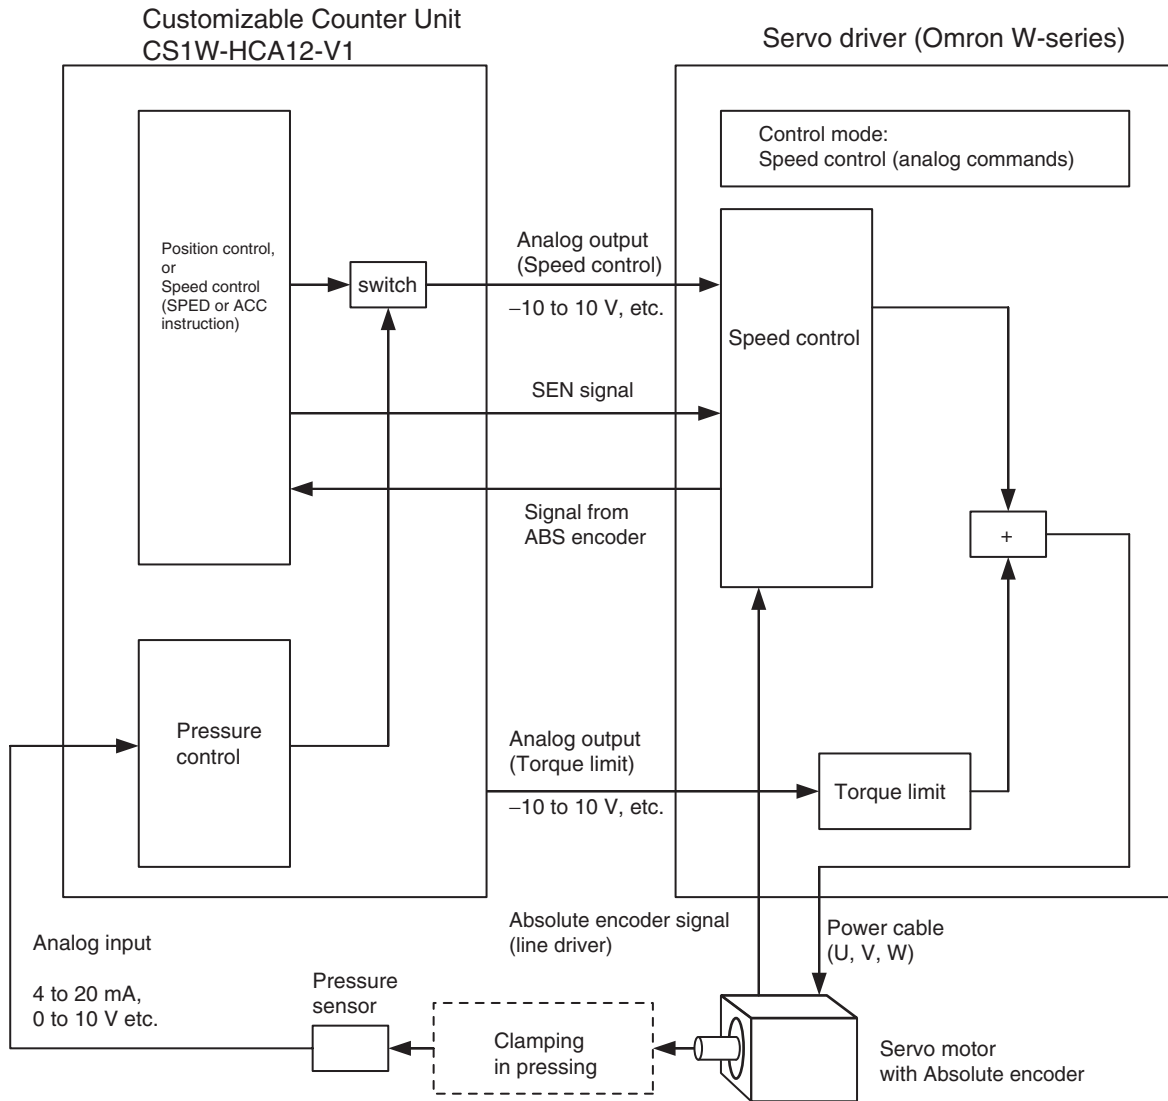 Customizable Counter Unit
CS1W-HCA12-V1
Servo driver (Omron W-series)
Control mode:
Speed control (analog commands)
Position control,
or
Speed control
(SPED or ACC
instruction)
switch
Analog output
(Speed control)
–10 to 10 V, etc.
Speed control
SEN signal
Signal from
ABS encoder
+
Pressure
control
Analog output
(Torque limit)
–10 to 10 V, etc.
Torque limit
Absolute encoder signal
(line driver)
Power cable
(U, V, W)
Analog input
4 to 20 mA,
0 to 10 V etc.
Pressure
sensor
Clamping
in pressing
Servo motor
with Absolute encoder